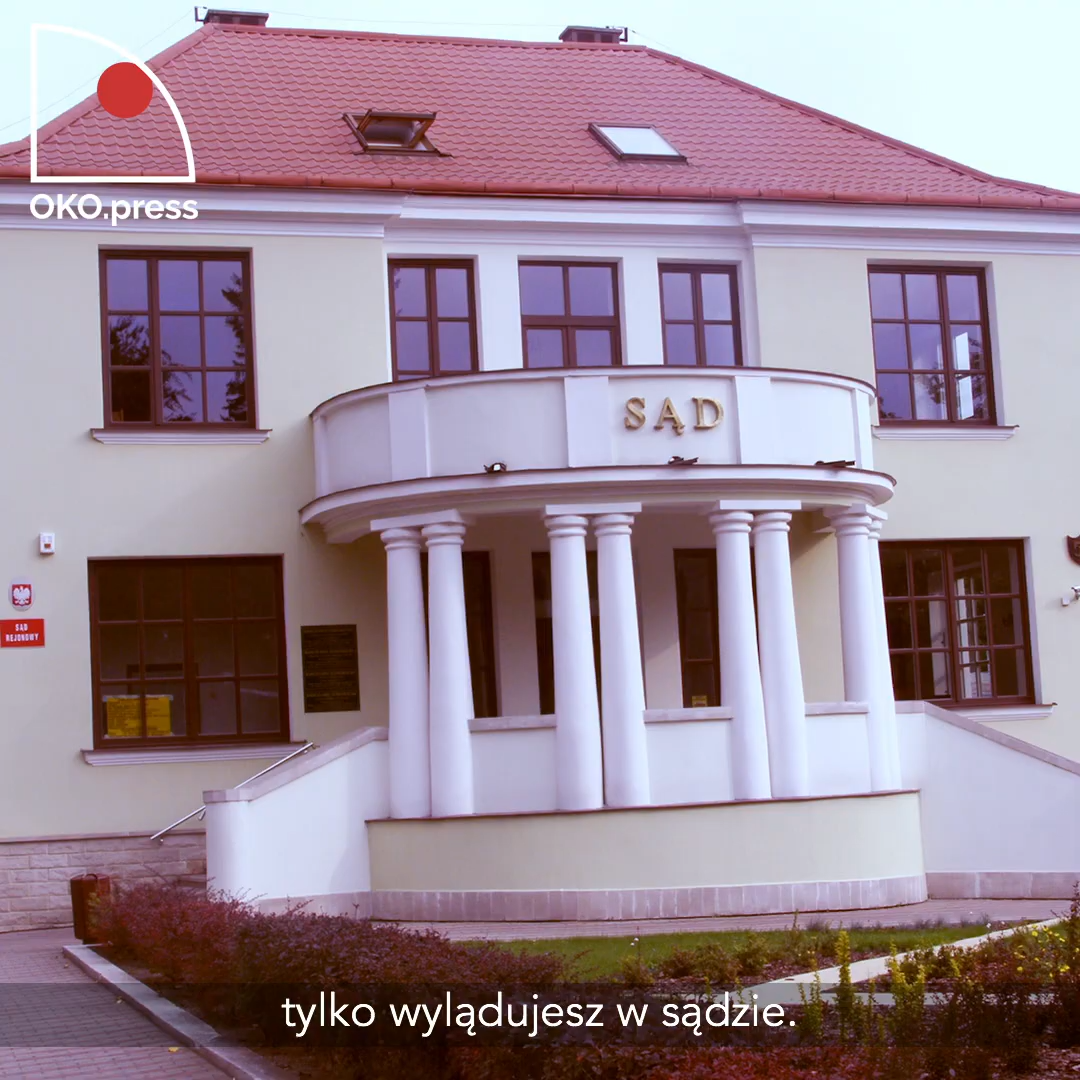 OKO.press
SĄD
SĄD
REJONOWY
tylko wylądujesz w sądzie.